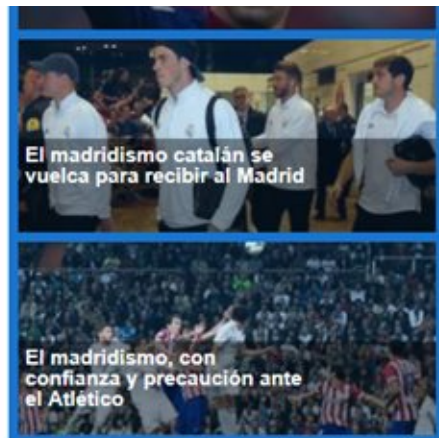 El madridismo catalán se
vuelca para recibir al Madrid
El madridismo, con
confianza y precaución ante
el Atlético